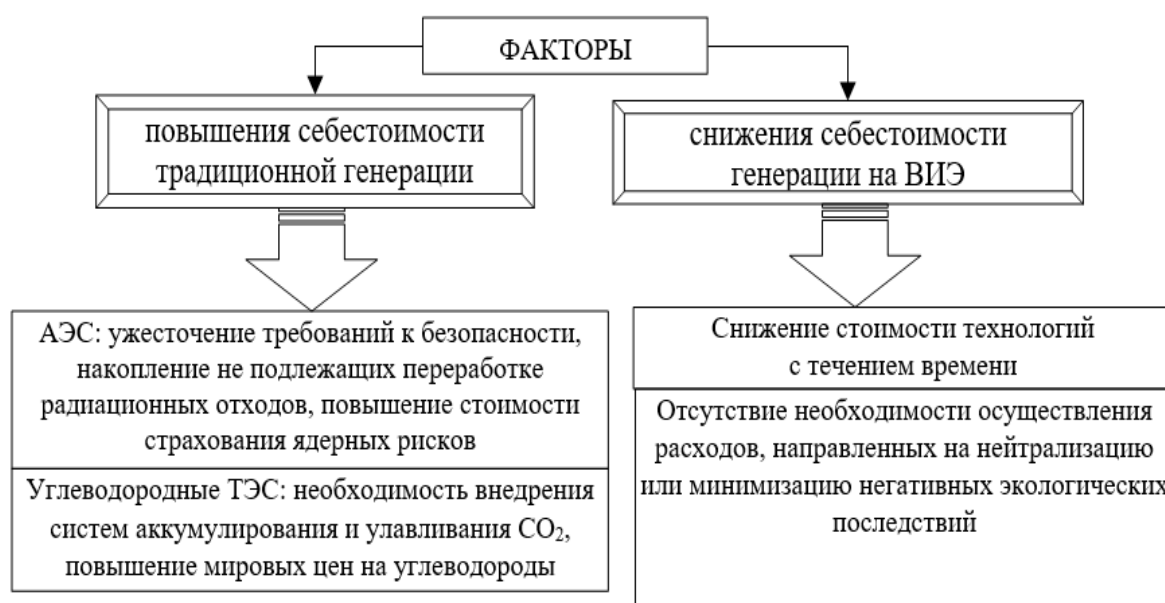 ФАКТОРЫ
повышения себестоимости
традиционной генерации
снижения себестоимости
генерации на ВИЭ
АЭС: ужесточение требований к безопасности,
накопление не подлежащих переработке
радиационных отходов, повышение стоимости
страхования ядерных рисков
Углеводородные ТЭС: необходимость внедрения
систем аккумулирования и улавливания CO₂,
повышение мировых цен на углеводороды
Снижение стоимости технологий
с течением времени
Отсутствие необходимости осуществления
расходов, направленных на нейтрализацию
или минимизацию негативных экологических
последствий